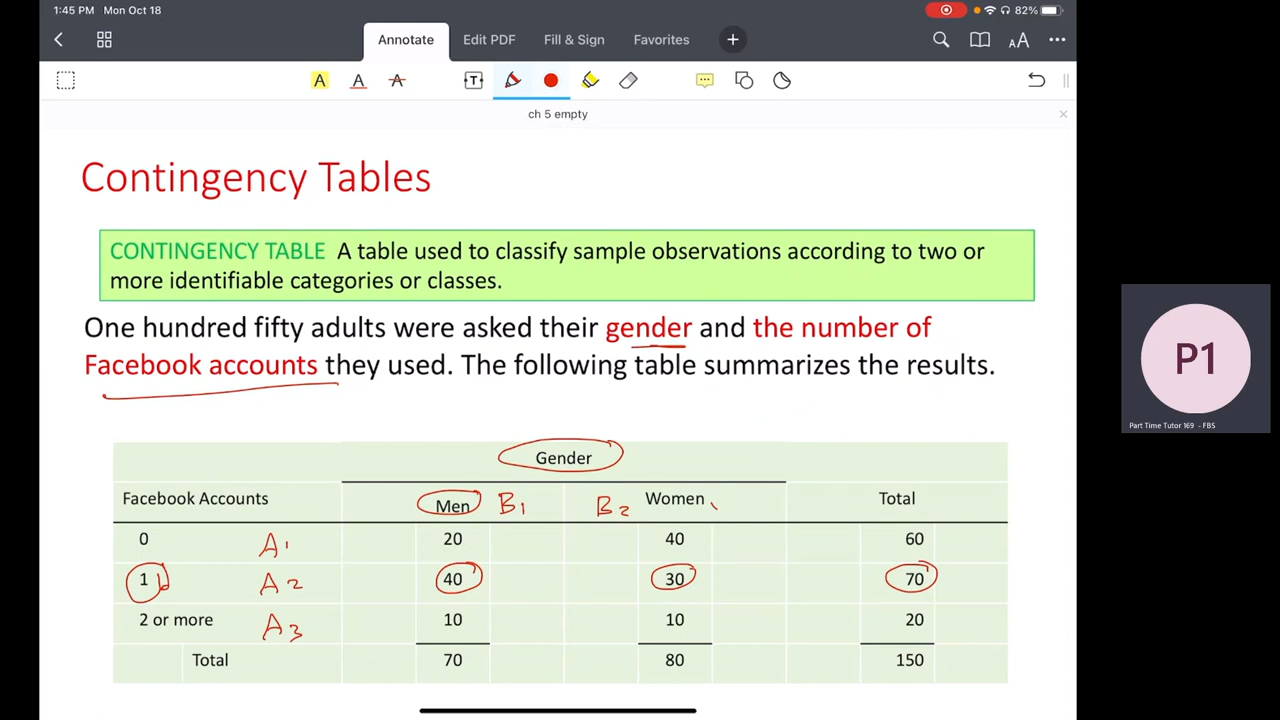 1:45 PM Mon Oct 18
82%
Annotate Edit PDF Fill & Sign Favorites
AA
A A A T
ch 5 empty
Contingency Tables
CONTINGENCY TABLE A table used to classify sample observations according to two or
more identifiable categories or classes.
One hundred fifty adults were asked their gender and the number of
Facebook accounts they used. The following table summarizes the results.
Gender
Facebook Accounts Men B1 B2 Women Total
0 A1 20 40 60
1 A2 40 30 70
2 or more A3 10 10 20
Total 70 80 150
P1
Part Time Tutor 169 - FBS